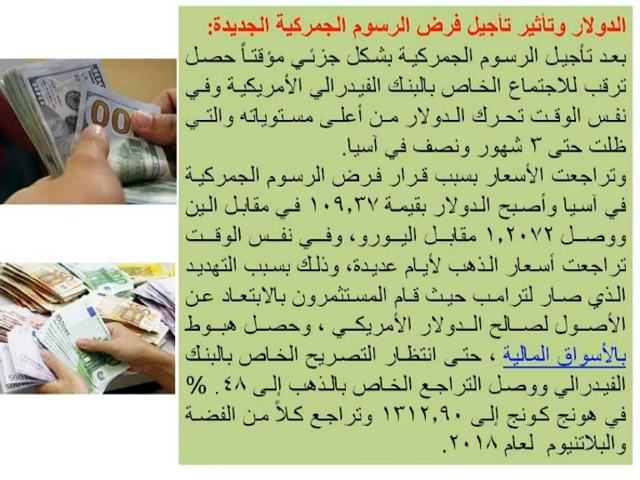 الدولار وتأثير تأجيل فرض الرسوم الجمركية الجديدة:
بعد تأجيل الرسوم الجمركية بشكل جزئي مؤقتاً حصل
ترقب للاجتماع الخاص بالبنك الفيدرالي الأمريكية وفي
نفس الوقت تحرك الدولار من أعلى مستوياته والتي
ظلت حتى ٣ شهور ونصف في آسيا.
وتراجعت الأسعار بسبب قرار فرض الرسوم الجمركية
في آسيا وأصبح الدولار بقيمة ١٠٩,٣٧ في مقابل الين
ووصل ١,٢٠٧٢ مقابل اليورو، وفي نفس الوقت
تراجعت أسعار الذهب لأيام عديدة، وذلك بسبب التهديد
الذي صار لترامب حيث قام المستثمرون بالابتعاد عن
الأصول لصالح الدولار الأمريكي ، وحصل هبوط
بالأسواق المالية ، حتى انتظار التصريح الخاص بالبنك
الفيدرالي ووصل التراجع الخاص بالذهب إلى ٤٨. %
في هونج كونج إلى ١٣١٢,٩٠ وتراجع كلاً من الفضة
والبلاتنيوم لعام ٢٠١٨.